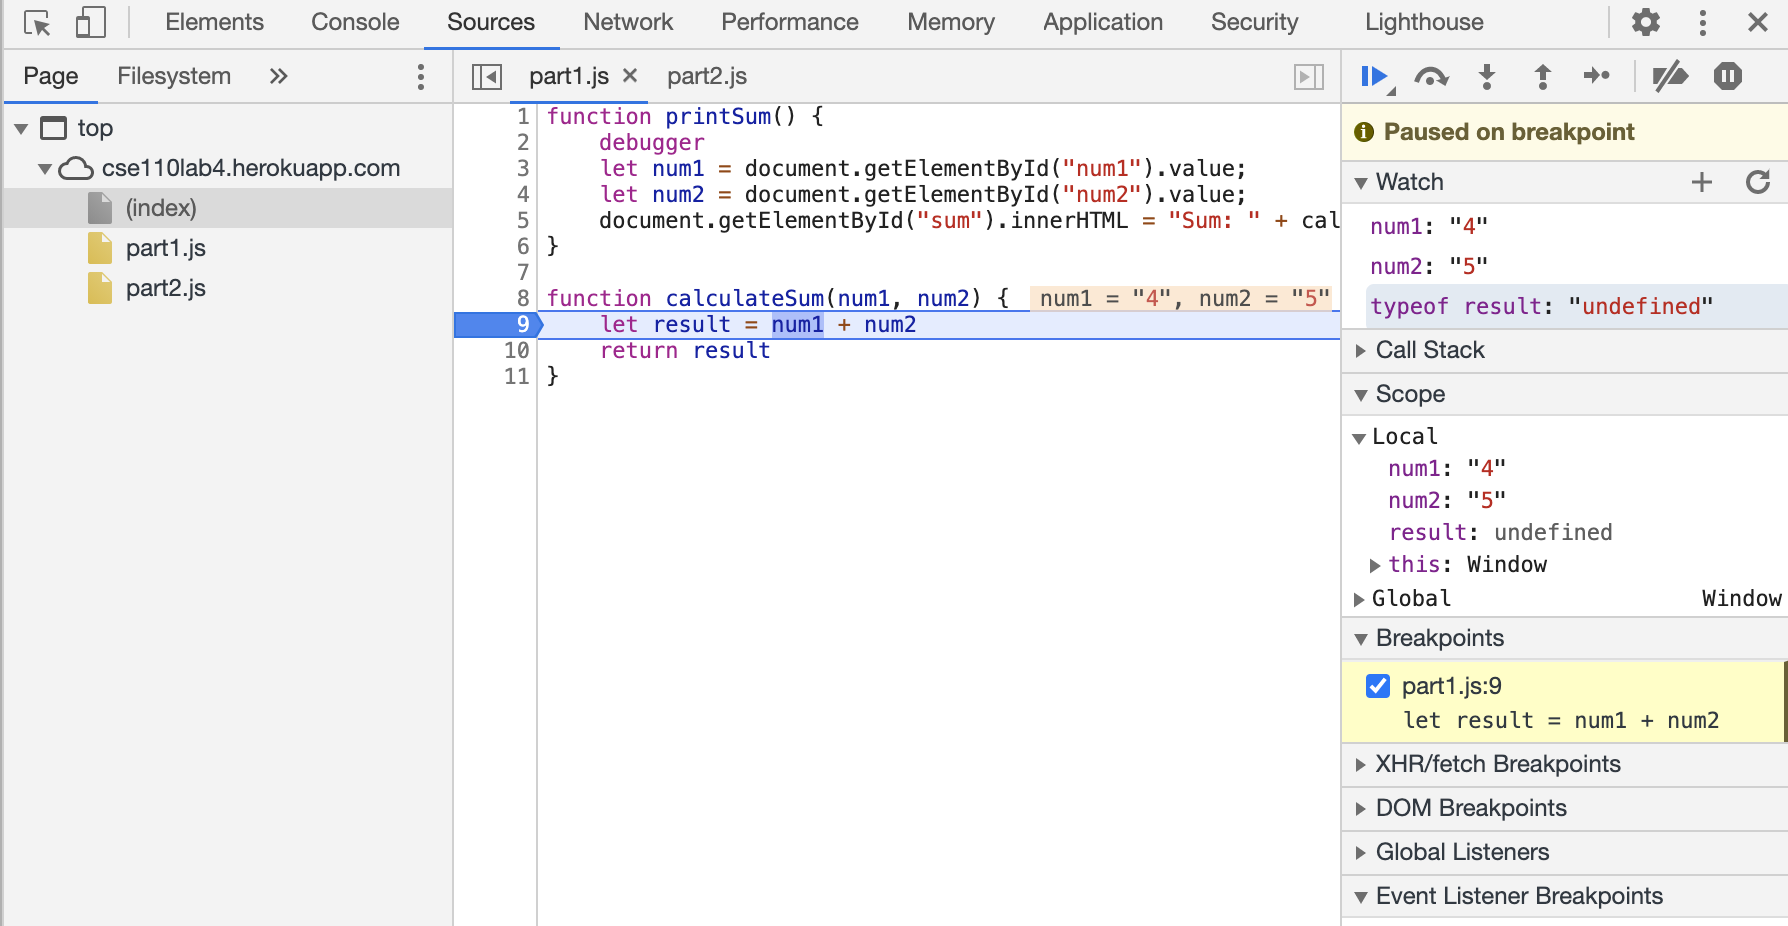 Elements Console Sources Network Performance Memory Application Security Lighthouse
Page Filesystem
part1.js part2.js
top
cse110lab4.herokuapp.com
(index)
part1.js
part2.js
1 function printSum() {
2 debugger
3 let num1 = document.getElementById("num1").value;
4 let num2 = document.getElementById("num2").value;
5 document.getElementById("sum").innerHTML = "Sum: " + cal
6 }
7
8 function calculateSum(num1, num2) { num1 = "4", num2 = "5"
9 let result = num1 + num2
10 return result
11 }
Paused on breakpoint
Watch
num1: "4"
num2: "5"
typeof result: "undefined"
Call Stack
Scope
Local
num1: "4"
num2: "5"
result: undefined
this: Window
Global Window
Breakpoints
part1.js:9
let result = num1 + num2
XHR/fetch Breakpoints
DOM Breakpoints
Global Listeners
Event Listener Breakpoints